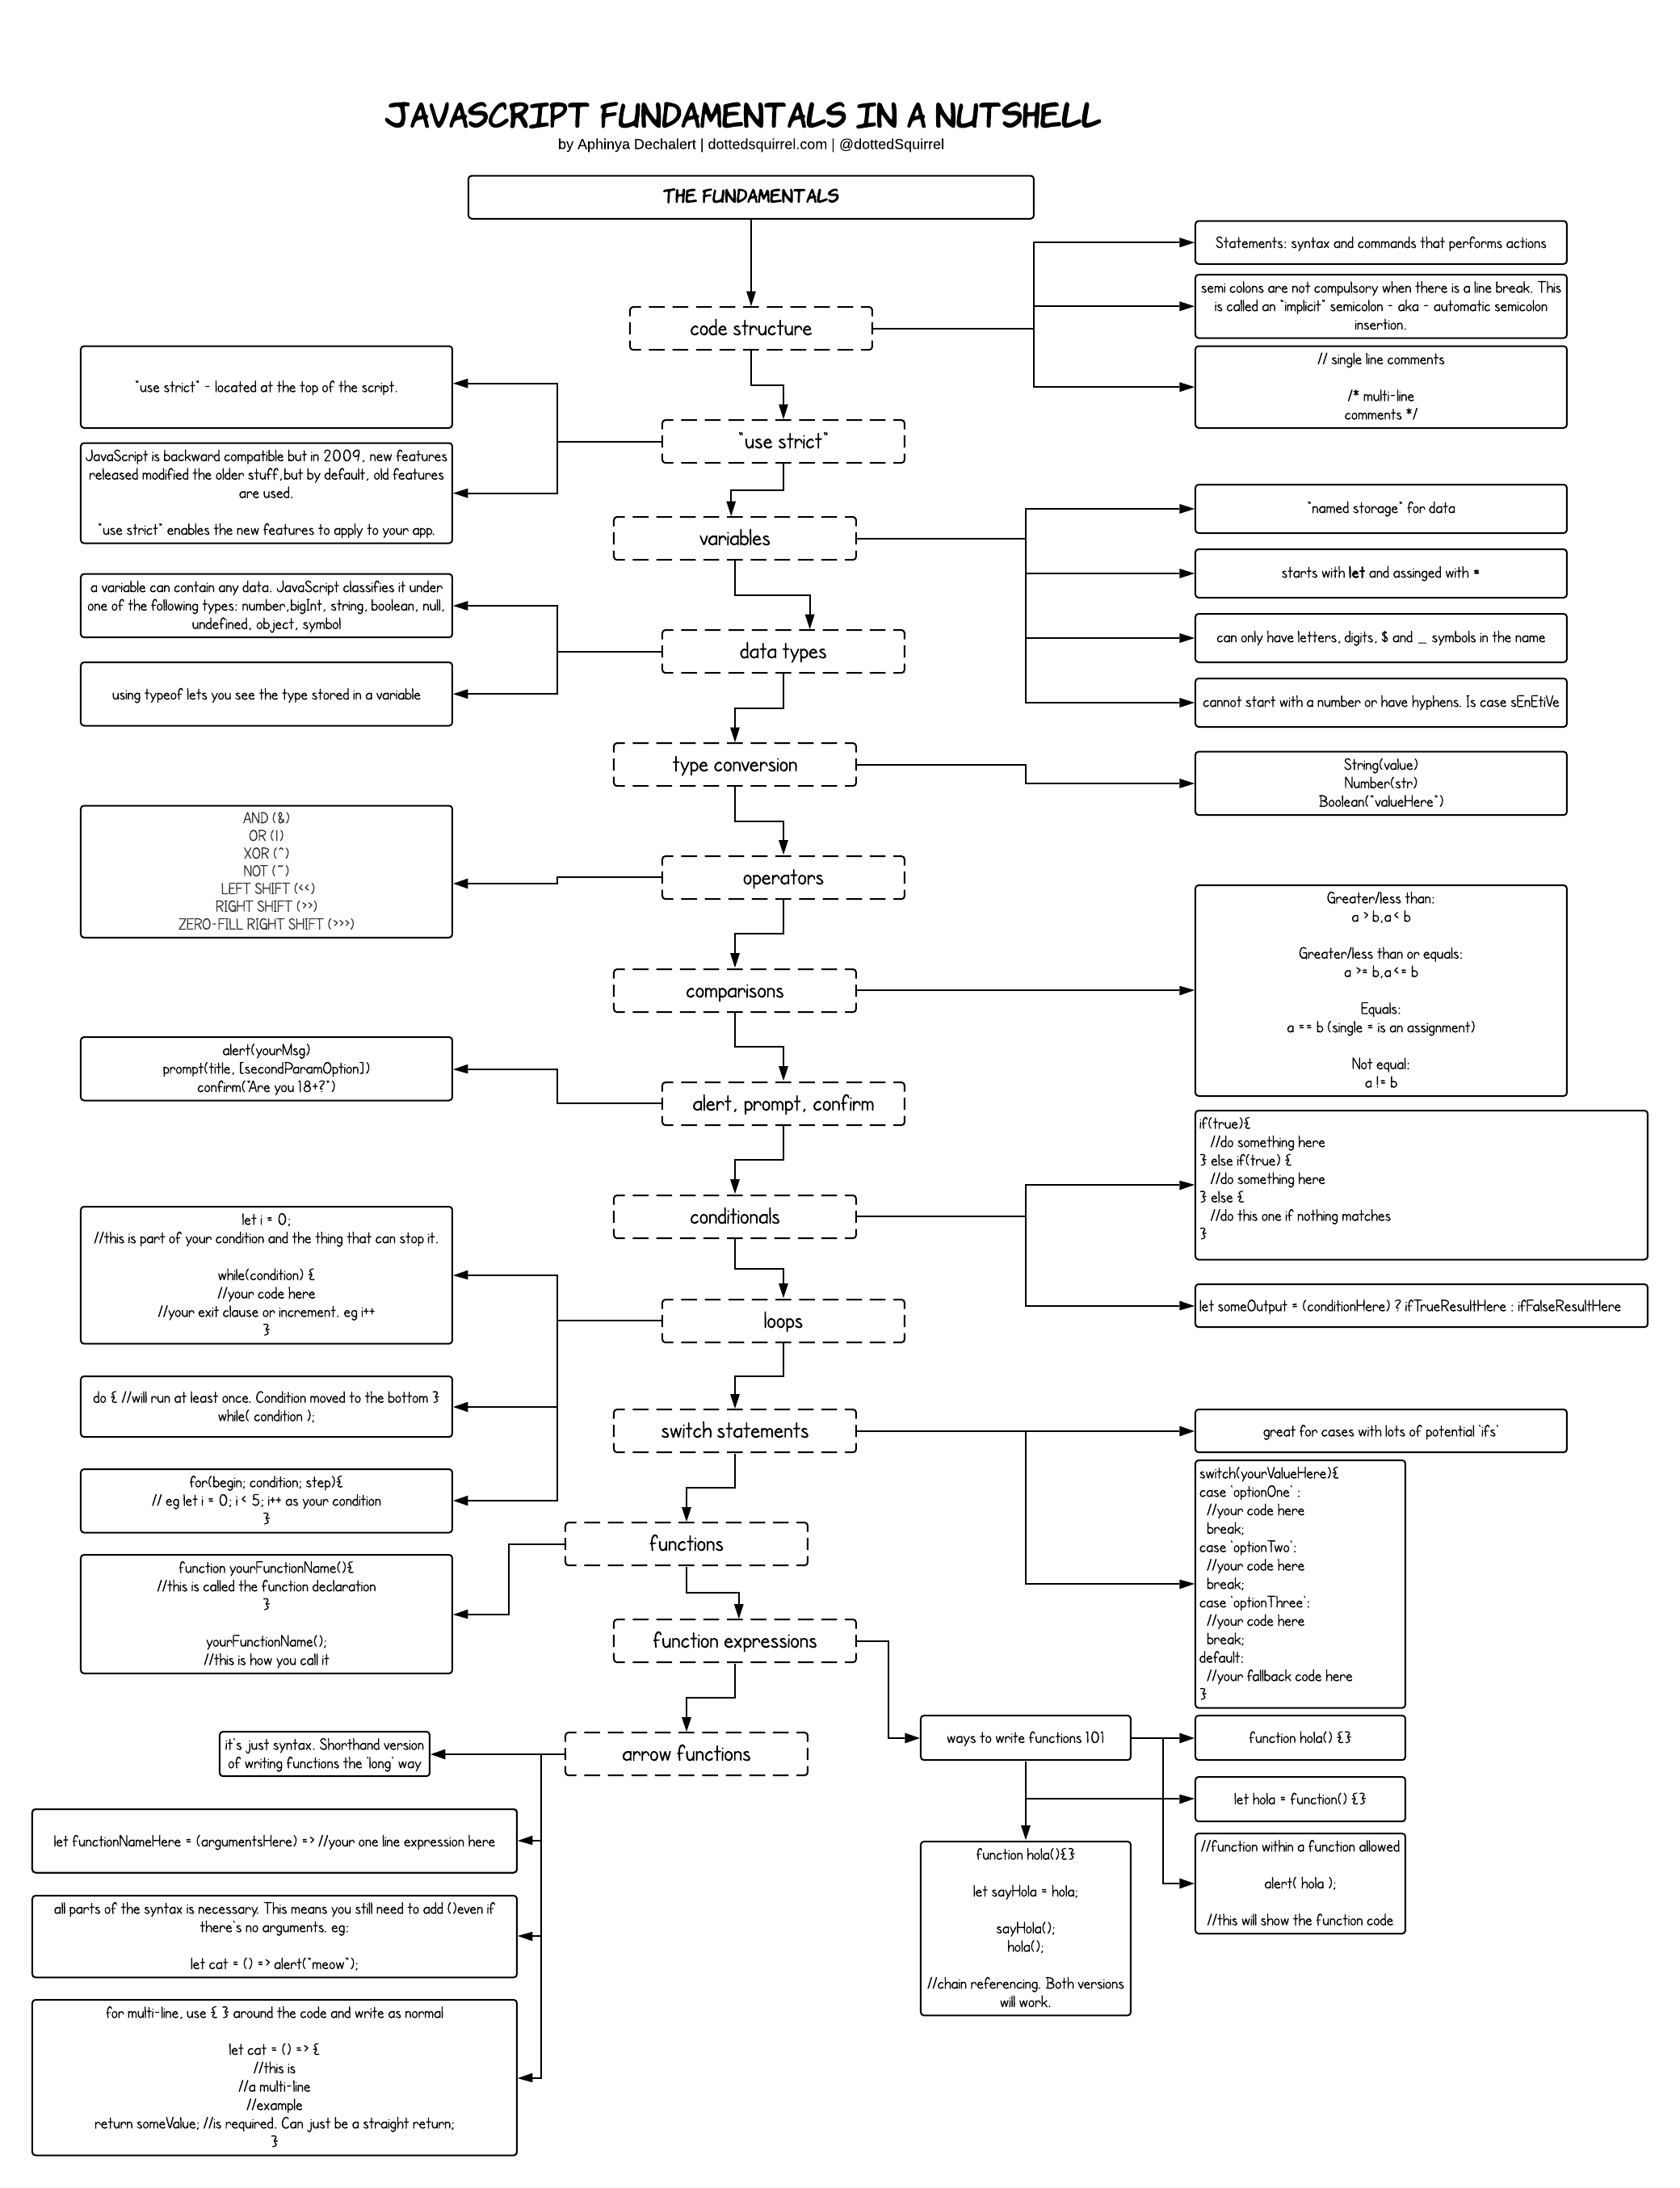 JAVASCRIPT FUNDAMENTALS IN A NUTSHELL
by Aphinya Dechalert | dottedsquirrel.com | @dottedSquirrel
THE FUNDAMENTALS
code structure
Statements: syntax and commands that performs actions
semi colons are not compulsory when there is a line break. This
is called an "implicit" semicolon - aka - automatic semicolon
insertion.
// single line comments
/* multi-line
comments */
"use strict"
"use strict" - located at the top of the script.
JavaScript is backward compatible but in 2009, new features
released modified the older stuff,but by default, old features
are used.
"use strict" enables the new features to apply to your app.
variables
"named storage" for data
starts with let and assinged with =
can only have letters, digits, $ and _ symbols in the name
cannot start with a number or have hyphens. Is case sEnEtiVe
data types
a variable can contain any data. JavaScript classifies it under
one of the following types: number,bigInt, string, boolean, null,
undefined, object, symbol
using typeof lets you see the type stored in a variable
type conversion
String(value)
Number(str)
Boolean("valueHere")
operators
AND (&)
OR (|)
XOR (^)
NOT (~)
LEFT SHIFT (<<)
RIGHT SHIFT (>>)
ZERO-FILL RIGHT SHIFT (>>>)
comparisons
Greater/less than:
a > b,a < b
Greater/less than or equals:
a >= b,a <= b
Equals:
a == b (single = is an assignment)
Not equal:
a != b
alert, prompt, confirm
alert(yourMsg)
prompt(title, [secondParamOption])
confirm("Are you 18+?")
conditionals
if(true){
//do something here
} else if(true) {
//do something here
} else {
//do this one if nothing matches
}
let someOutput = (conditionHere) ? ifTrueResultHere : ifFalseResultHere
loops
let i = 0;
//this is part of your condition and the thing that can stop it.
while(condition) {
//your code here
//your exit clause or increment. eg i++
}
do { //will run at least once. Condition moved to the bottom }
while( condition );
for(begin; condition; step){
// eg let i = 0; i < 5; i++ as your condition
}
switch statements
great for cases with lots of potential 'ifs'
switch(yourValueHere){
case 'optionOne' :
//your code here
break;
case 'optionTwo':
//your code here
break;
case 'optionThree':
//your code here
break;
default:
//your fallback code here
}
functions
function yourFunctionName(){
//this is called the function declaration
}
yourFunctionName();
//this is how you call it
function expressions
ways to write functions 101
function hola() {}
let hola = function() {}
//function within a function allowed
alert( hola );
//this will show the function code
function hola(){}
let sayHola = hola;
sayHola();
hola();
//chain referencing. Both versions
will work.
arrow functions
it's just syntax. Shorthand version
of writing functions the 'long' way
let functionNameHere = (argumentsHere) => //your one line expression here
all parts of the syntax is necessary. This means you still need to add ()even if
there's no arguments. eg:
let cat = () => alert("meow");
for multi-line, use { } around the code and write as normal
let cat = () => {
//this is
//a multi-line
//example
return someValue; //is required. Can just be a straight return;
}